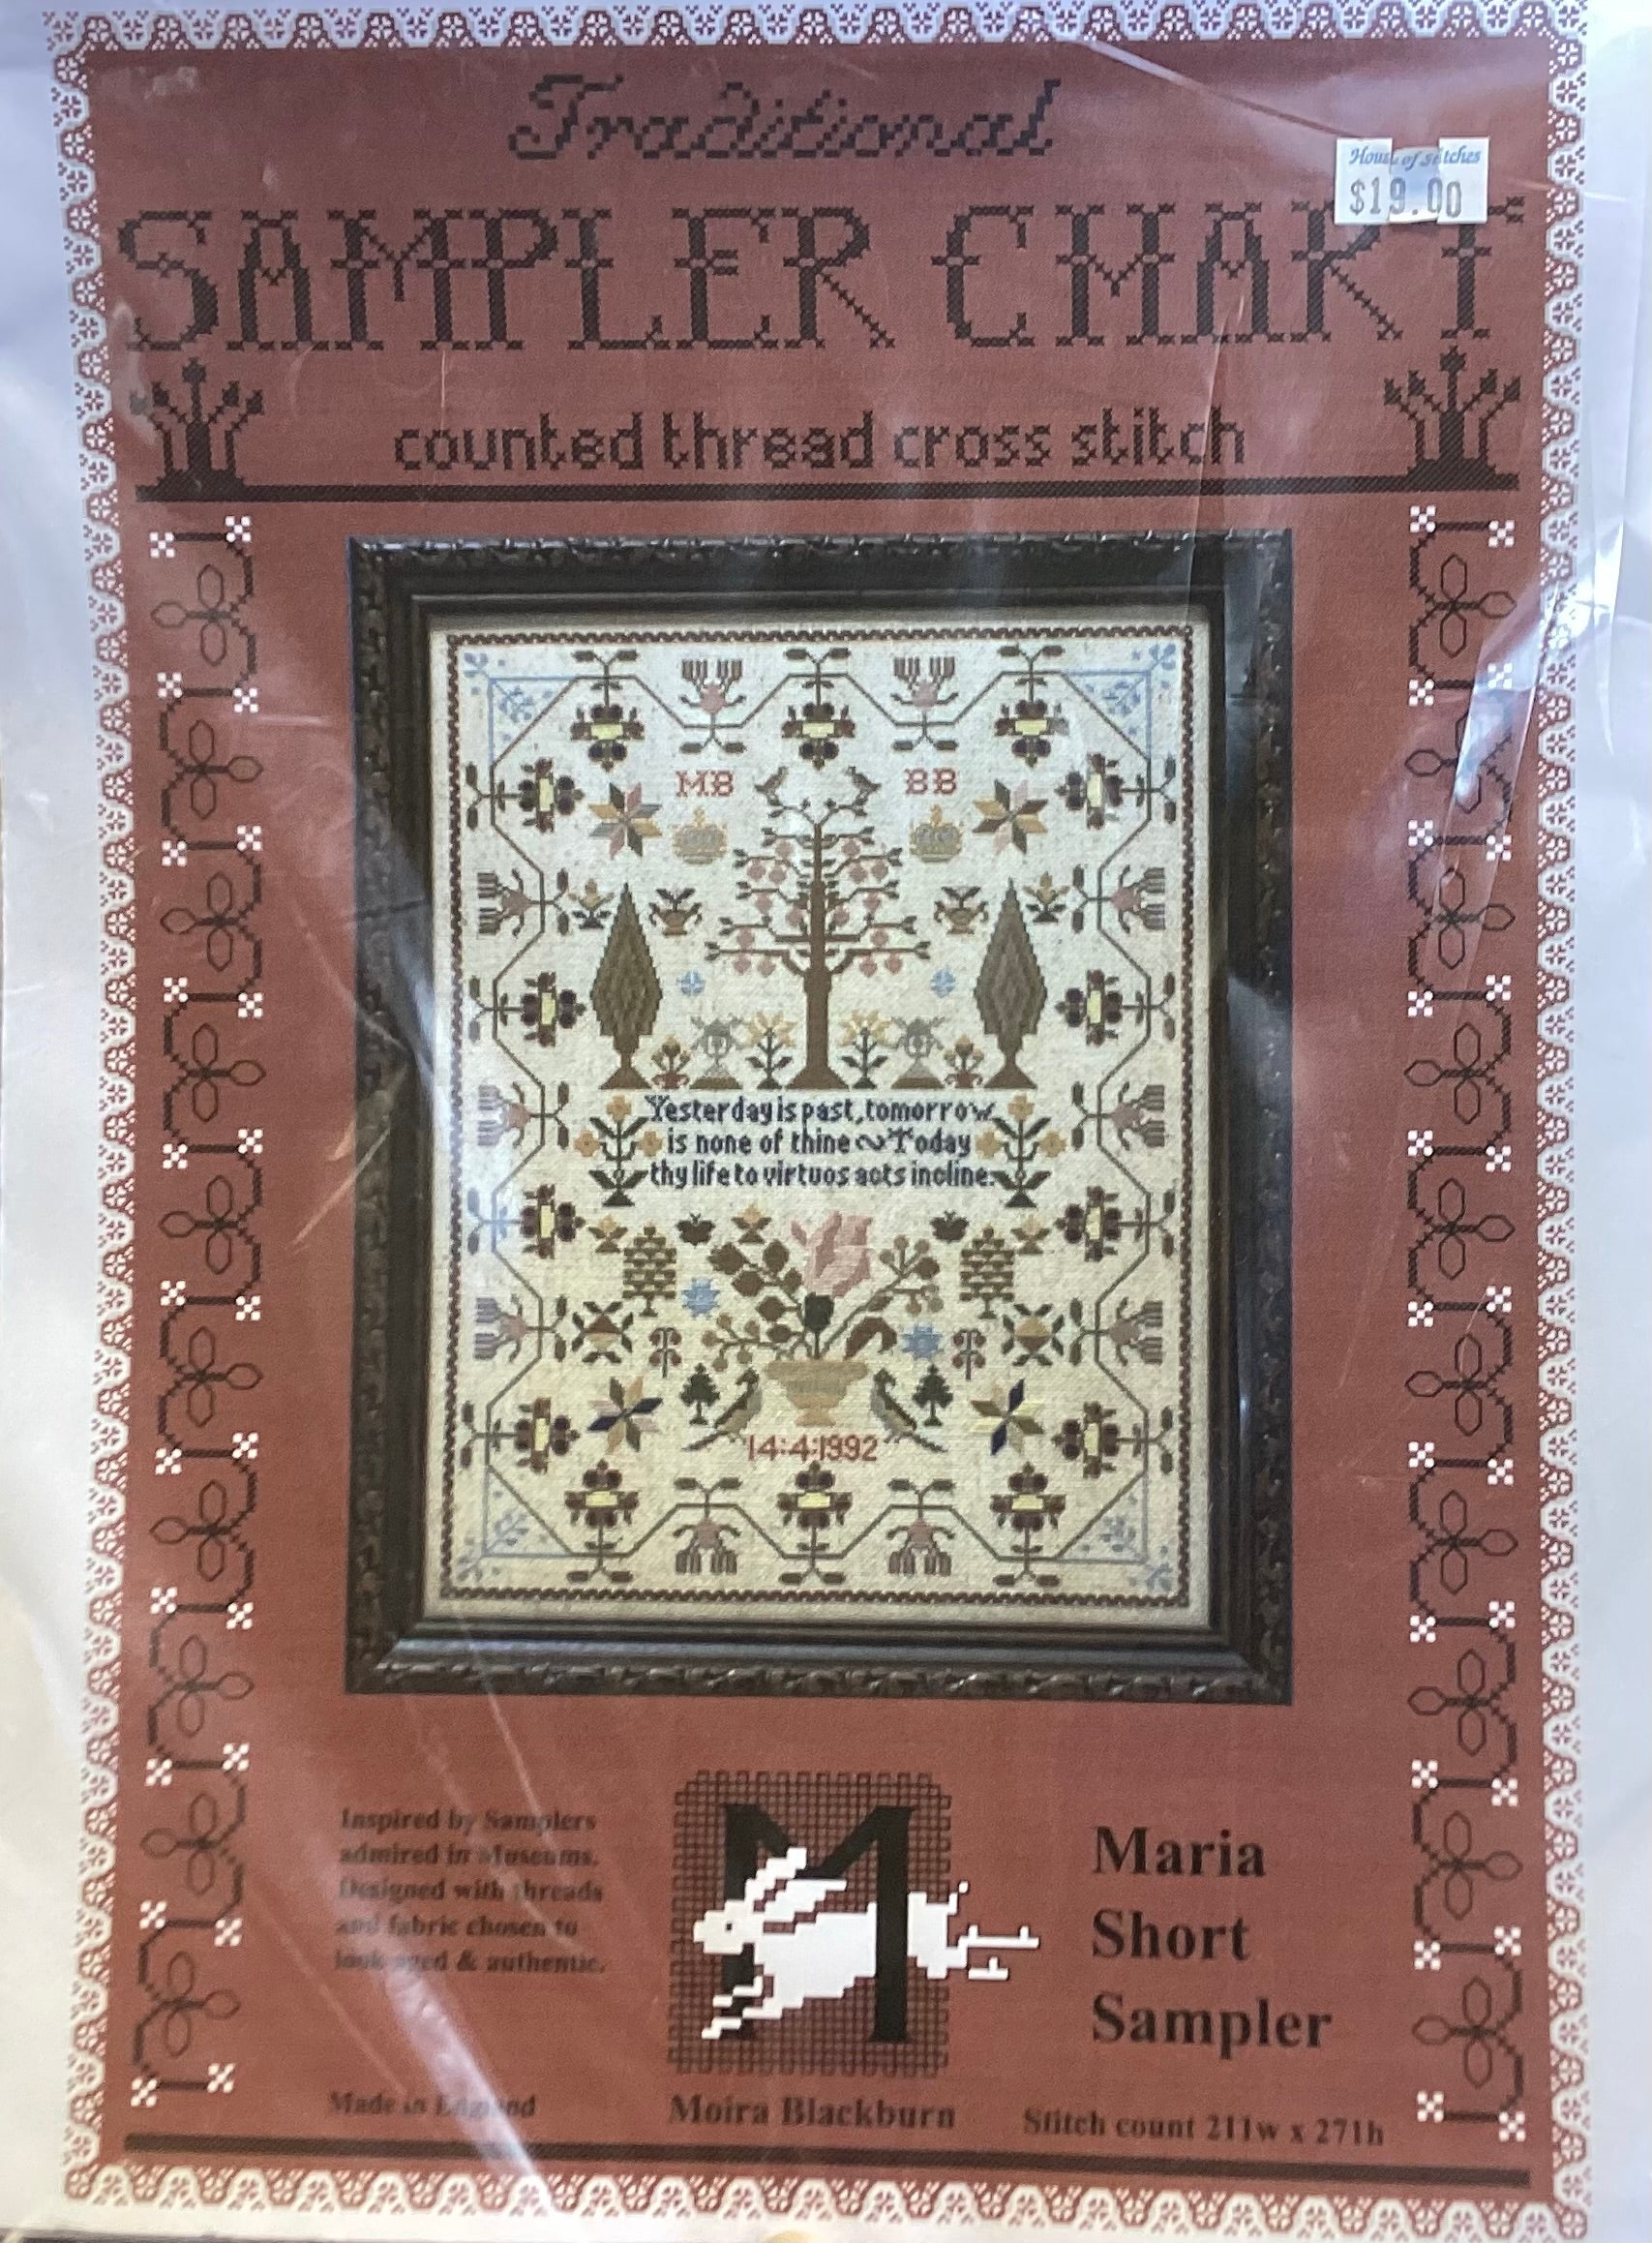 Traditional
House of Stitches
$19.00
SAMPLER CHART
counted thread cross stitch
MB BB
Yesterday is past, tomorrow
is none of thine ~ Today
thy life to virtuos acts incline.
14:4:1992
Inspired by Samplers
admired in Museums.
Designed with threads
and fabric chosen to
look aged & authentic.
M
Maria
Short
Sampler
Made in England
Moira Blackburn
Stitch count 211w x 271h